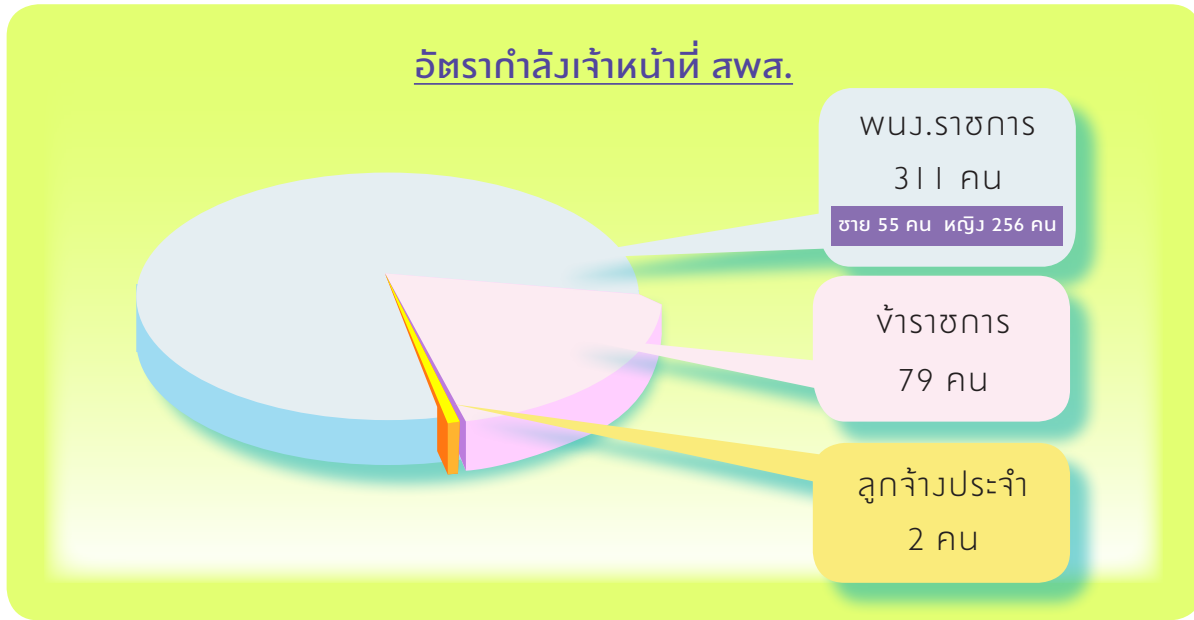 อัตรากำลังเจ้าหน้าที่ สพส.
พนง.ราชการ
311 คน
ชาย 55 คน หญิง 256 คน
ข้าราชการ
79 คน
ลูกจ้างประจำ
2 คน